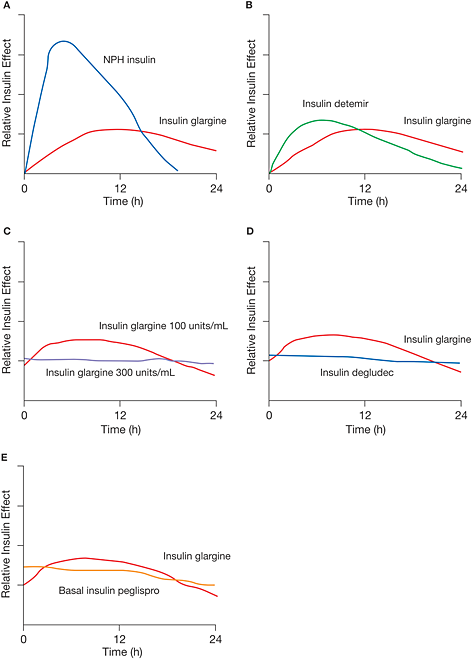 A
Relative Insulin Effect
NPH insulin
Insulin glargine
0
12
24
Time (h)
B
Relative Insulin Effect
Insulin detemir
Insulin glargine
0
12
24
Time (h)
C
Relative Insulin Effect
Insulin glargine 100 units/mL
Insulin glargine 300 units/mL
0
12
24
Time (h)
D
Relative Insulin Effect
Insulin glargine
Insulin degludec
0
12
24
Time (h)
E
Relative Insulin Effect
Insulin glargine
Basal insulin peglispro
0
12
24
Time (h)